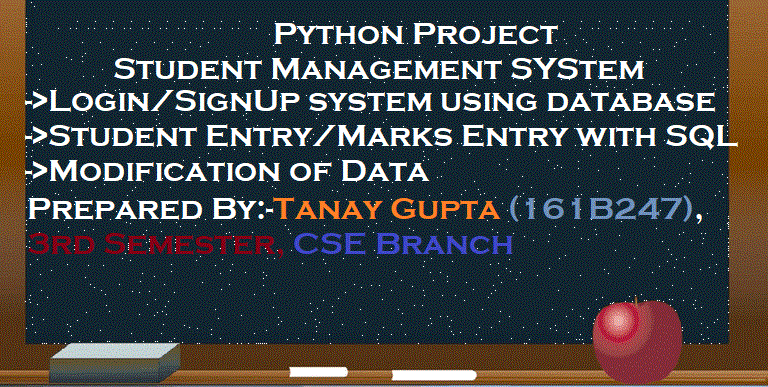 Python Project
Student Management SYStem
->Login/SignUp system using database
->Student Entry/Marks Entry with SQL
->Modification of Data
Prepared By:-Tanay Gupta (161B247),
3rd Semester, CSE Branch